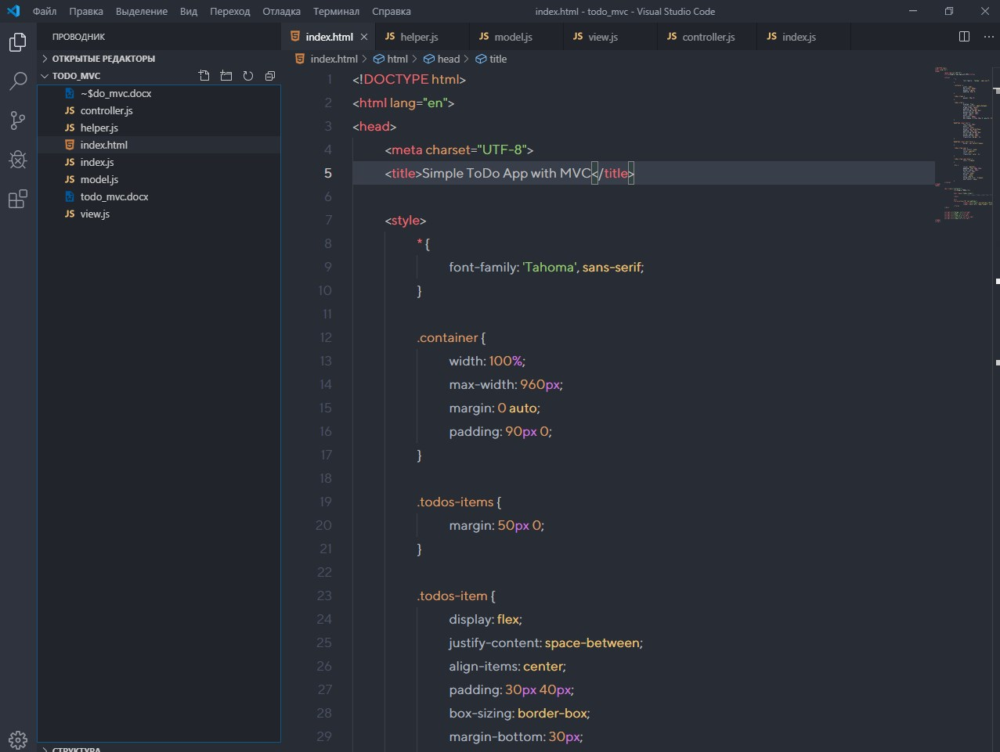 Файл Правка Выделение Вид Переход Отладка Терминал Справка index.html - todo_mvc - Visual Studio Code
ПРОВОДНИК
index.html JS helper.js JS model.js JS view.js JS controller.js JS index.js
ОТКРЫТЫЕ РЕДАКТОРЫ
TODO_MVC
~$do_mvc.docx
JS controller.js
JS helper.js
index.html
JS index.js
JS model.js
todo_mvc.docx
JS view.js
СТРУКТУРА
index.html > html > head > title
1 <!DOCTYPE html>
2 <html lang="en">
3 <head>
4 <meta charset="UTF-8">
5 <title>Simple ToDo App with MVC</title>
6
7 <style>
8 * {
9 font-family: 'Tahoma', sans-serif;
10 }
11
12 .container {
13 width: 100%;
14 max-width: 960px;
15 margin: 0 auto;
16 padding: 90px 0;
17 }
18
19 .todos-items {
20 margin: 50px 0;
21 }
22
23 .todos-item {
24 display: flex;
25 justify-content: space-between;
26 align-items: center;
27 padding: 30px 40px;
28 box-sizing: border-box;
29 margin-bottom: 30px;